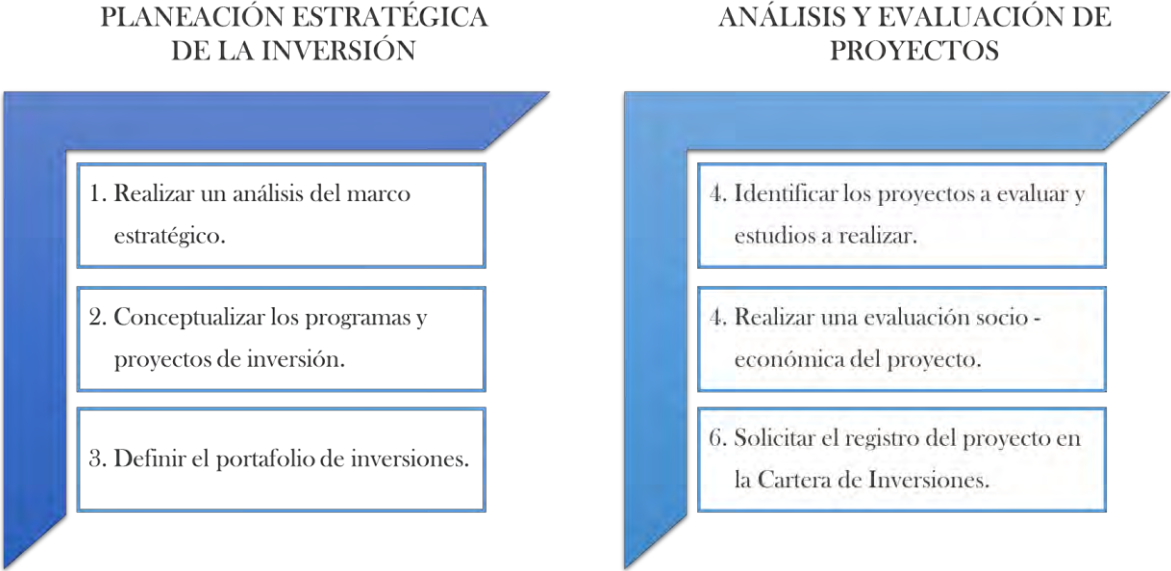 PLANEACIÓN ESTRATÉGICA
DE LA INVERSIÓN
1. Realizar un análisis del marco
estratégico.
2. Conceptualizar los programas y
proyectos de inversión.
3. Definir el portafolio de inversiones.
ANÁLISIS Y EVALUACIÓN DE
PROYECTOS
4. Identificar los proyectos a evaluar y
estudios a realizar.
4. Realizar una evaluación socio -
económica del proyecto.
6. Solicitar el registro del proyecto en
la Cartera de Inversiones.